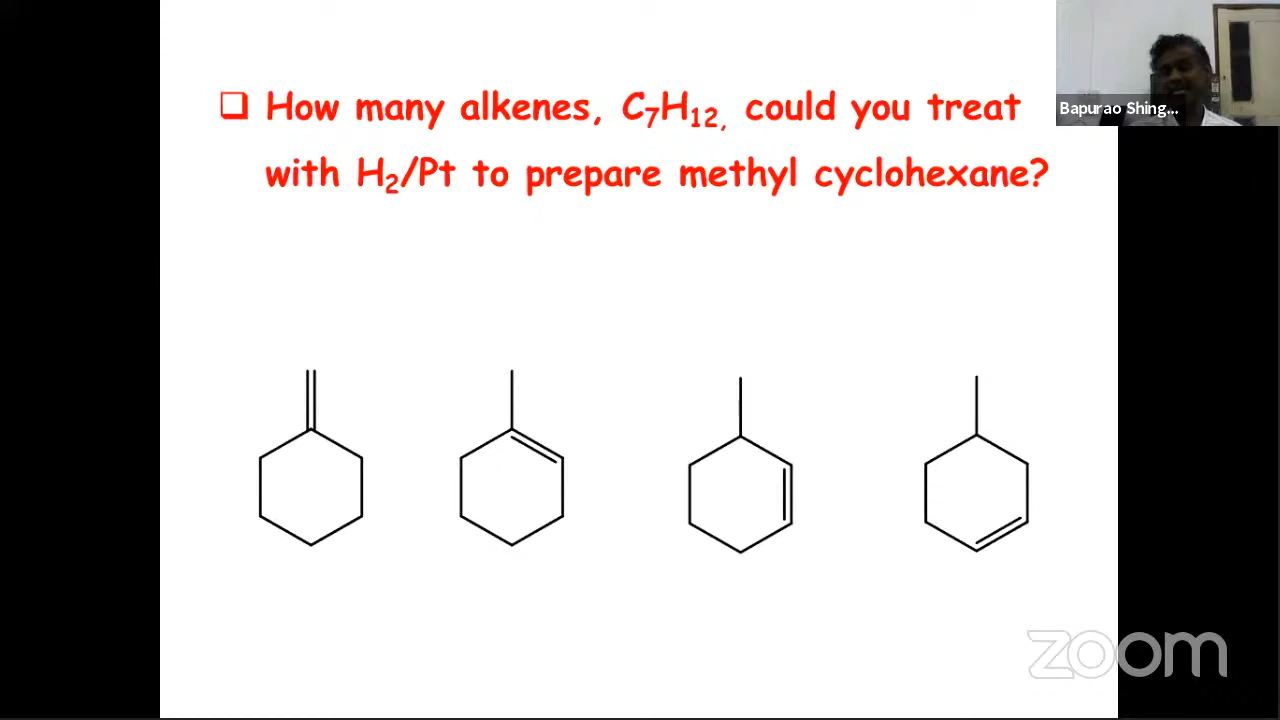 ❑ How many alkenes, C₇H₁₂, could you treat
with H₂/Pt to prepare methyl cyclohexane?
Bapurao Shing...
zoom